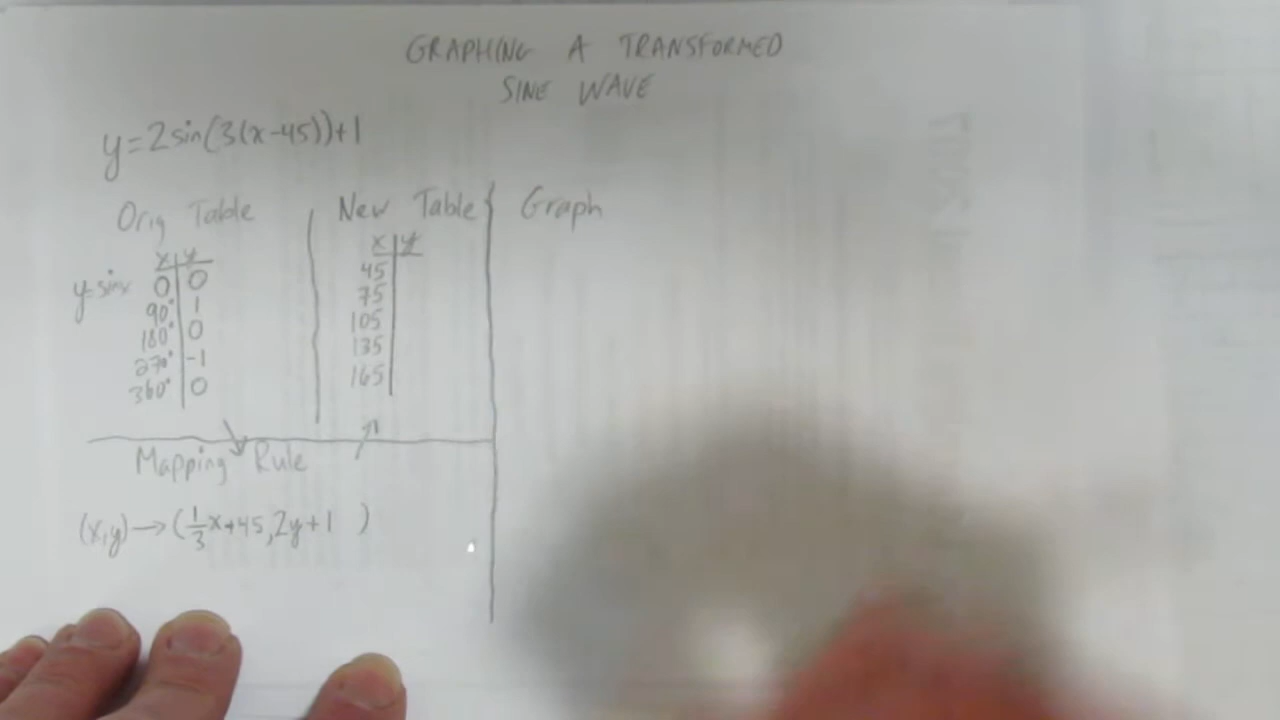 GRAPHING A TRANSFORMED
SINE WAVE
y=2sin(3(x-45))+1
Orig Table
x y
y=sinx
0 0
90° 1
180° 0
270° -1
360° 0
New Table
x y
45
75
105
135
165
Graph
Mapping Rule
(x,y)→(1/3x+45,2y+1 )